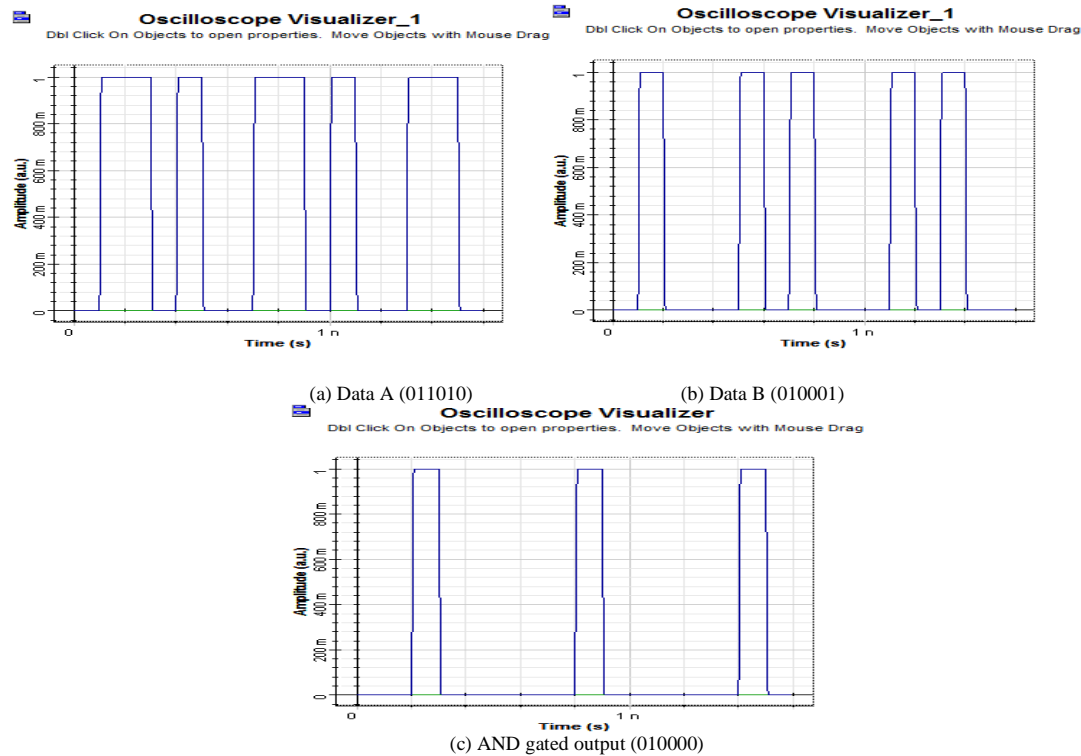 Oscilloscope Visualizer_1
Dbl Click On Objects to open properties. Move Objects with Mouse Drag
Amplitude (a.u.)
1
800 m
600 m
400 m
200 m
0
0
1 n
Time (s)
Oscilloscope Visualizer_1
Dbl Click On Objects to open properties. Move Objects with Mouse Drag
Amplitude (a.u.)
1
800 m
600 m
400 m
200 m
0
0
1 n
Time (s)
(a) Data A (011010)
(b) Data B (010001)
Oscilloscope Visualizer
Dbl Click On Objects to open properties. Move Objects with Mouse Drag
Amplitude (a.u.)
1
800 m
600 m
400 m
200 m
0
0
1 n
Time (s)
(c) AND gated output (010000)